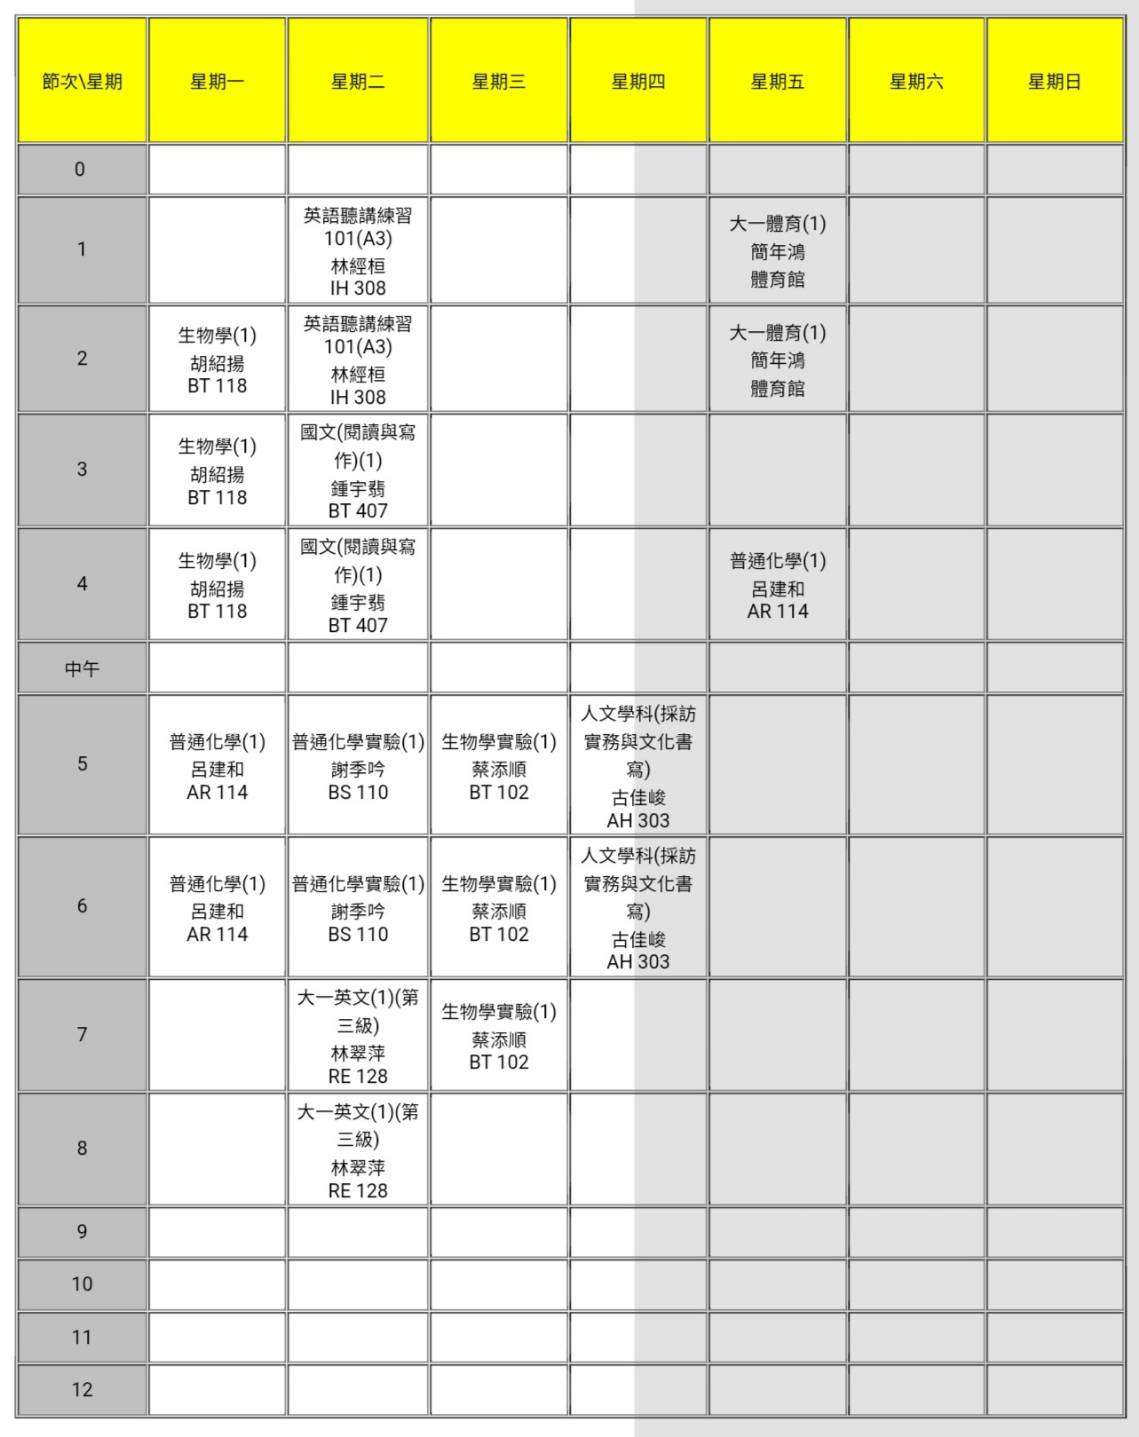 節次\星期 星期一 星期二 星期三 星期四 星期五 星期六 星期日
0
1
英語聽講練習
101(A3)
林經桓
IH 308
大一體育(1)
簡年鴻
體育館
2
生物學(1)
胡紹揚
BT 118
英語聽講練習
101(A3)
林經桓
IH 308
大一體育(1)
簡年鴻
體育館
3
生物學(1)
胡紹揚
BT 118
國文(閱讀與寫
作)(1)
鍾宇翡
BT 407
4
生物學(1)
胡紹揚
BT 118
國文(閱讀與寫
作)(1)
鍾宇翡
BT 407
普通化學(1)
呂建和
AR 114
中午
5
普通化學(1)
呂建和
AR 114
普通化學實驗(1)
謝季吟
BS 110
生物學實驗(1)
蔡添順
BT 102
人文學科(採訪
實務與文化書
寫)
古佳峻
AH 303
6
普通化學(1)
呂建和
AR 114
普通化學實驗(1)
謝季吟
BS 110
生物學實驗(1)
蔡添順
BT 102
人文學科(採訪
實務與文化書
寫)
古佳峻
AH 303
7
大一英文(1)(第
三級)
林翠萍
RE 128
生物學實驗(1)
蔡添順
BT 102
8
大一英文(1)(第
三級)
林翠萍
RE 128
9
10
11
12